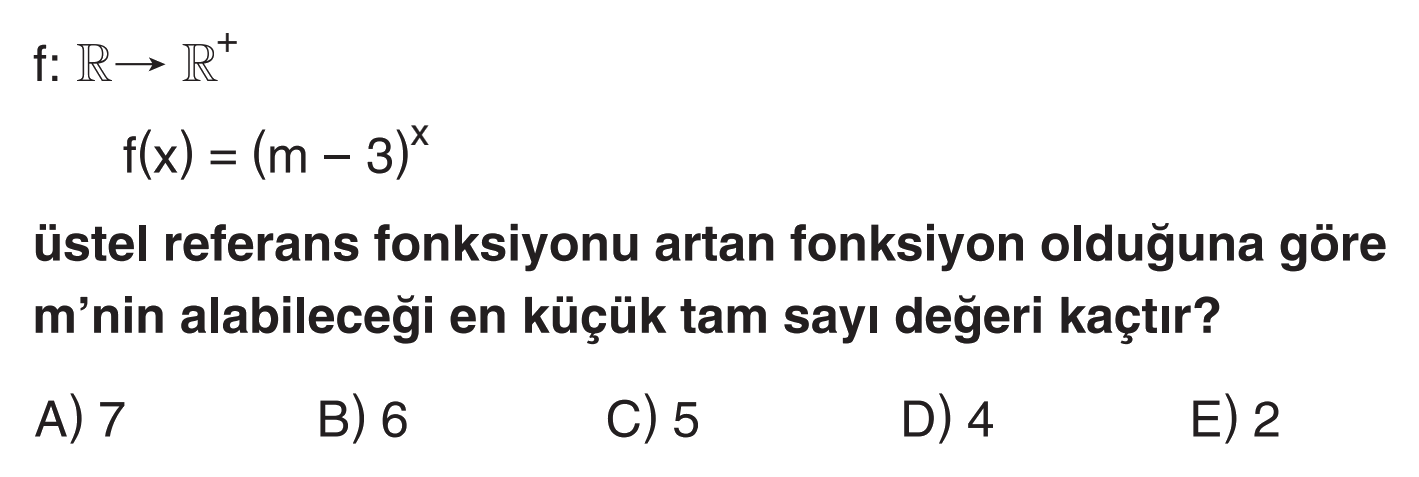 f: ℝ → ℝ⁺
f(x) = (m – 3)ˣ
üstel referans fonksiyonu artan fonksiyon olduğuna göre
m’nin alabileceği en küçük tam sayı değeri kaçtır?
A) 7 B) 6 C) 5 D) 4 E) 2